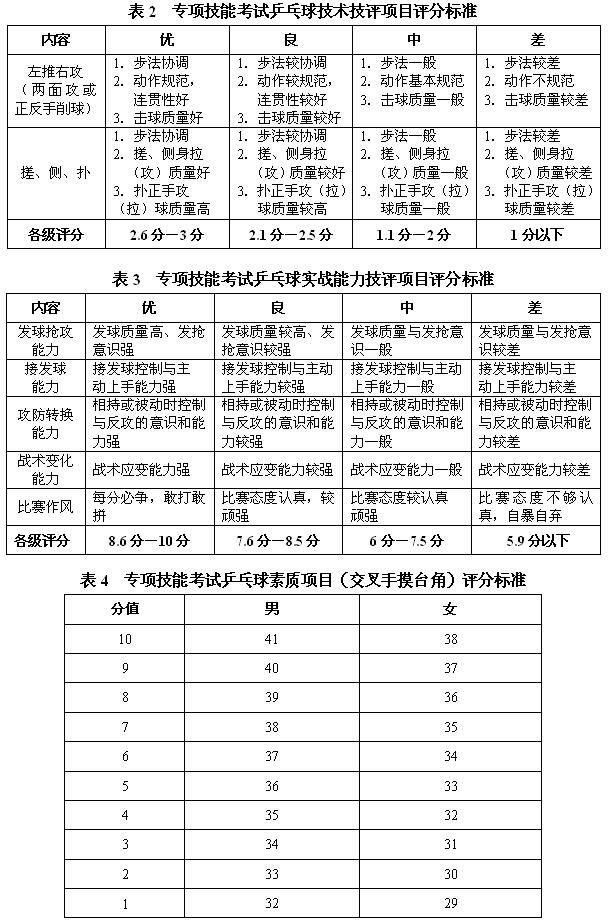 表 2　专项技能考试乒乓球技术技评项目评分标准
内容　优　良　中　差
左推右攻（两面攻或正反手削球）
1. 步法协调
2. 动作规范，连贯性好
3. 击球质量好
1. 步法较协调
2. 动作较规范，连贯性较好
3. 击球质量较好
1. 步法一般
2. 动作基本规范
3. 击球质量一般
1. 步法较差
2. 动作不规范
3. 击球质量较差
搓、侧、扑
1. 步法协调
2. 搓、侧身拉（攻）质量好
3. 扑正手攻（拉）球质量高
1. 步法较协调
2. 搓、侧身拉（攻）质量较好
3. 扑正手攻（拉）球质量较高
1. 步法一般
2. 搓、侧身拉（攻）质量一般
3. 扑正手攻（拉）球质量一般
1. 步法较差
2. 搓、侧身拉（攻）质量较差
3. 扑正手攻（拉）球质量较差
各级评分　2.6 分－3 分　2.1 分－2.5 分　1.1 分－2 分　1 分以下
表 3　专项技能考试乒乓球实战能力技评项目评分标准
内容　优　良　中　差
发球抢攻能力　发球质量高、发抢意识强　发球质量较高、发抢意识较强　发球质量与发抢意识一般　发球质量与发抢意识较差
接发球能力　接发球控制与主动上手能力强　接发球控制与主动上手能力较强　接发球控制与主动上手能力一般　接发球控制与主动上手能力较差
攻防转换能力　相持或被动时控制与反攻的意识和能力强　相持或被动时控制与反攻的意识和能力较强　相持或被动时控制与反攻的意识和能力一般　相持或被动时控制与反攻的意识和能力较差
战术变化能力　战术应变能力强　战术应变能力较强　战术应变能力一般　战术应变能力较差
比赛作风　每分必争，敢打敢拼　比赛态度认真，较顽强　比赛态度较认真顽强　比赛态度不够认真，自暴自弃
各级评分　8.6 分－10 分　7.6 分－8.5 分　6 分－7.5 分　5.9 分以下
表 4　专项技能考试乒乓球素质项目（交叉手摸台角）评分标准
分值　男　女
10　41　38
9　40　37
8　39　36
7　38　35
6　37　34
5　36　33
4　35　32
3　34　31
2　33　30
1　32　29